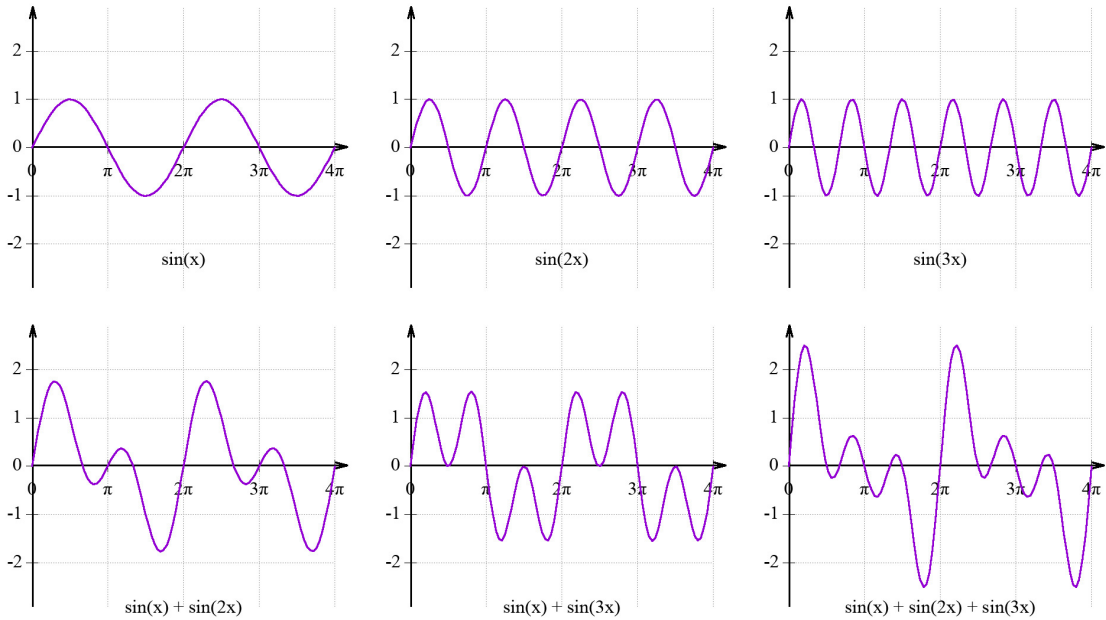 2
1
0
-1
-2
0 π 2π 3π 4π
sin(x)
2
1
0
-1
-2
0 π 2π 3π 4π
sin(2x)
2
1
0
-1
-2
0 π 2π 3π 4π
sin(3x)
2
1
0
-1
-2
0 π 2π 3π 4π
sin(x) + sin(2x)
2
1
0
-1
-2
0 π 2π 3π 4π
sin(x) + sin(3x)
2
1
0
-1
-2
0 π 2π 3π 4π
sin(x) + sin(2x) + sin(3x)